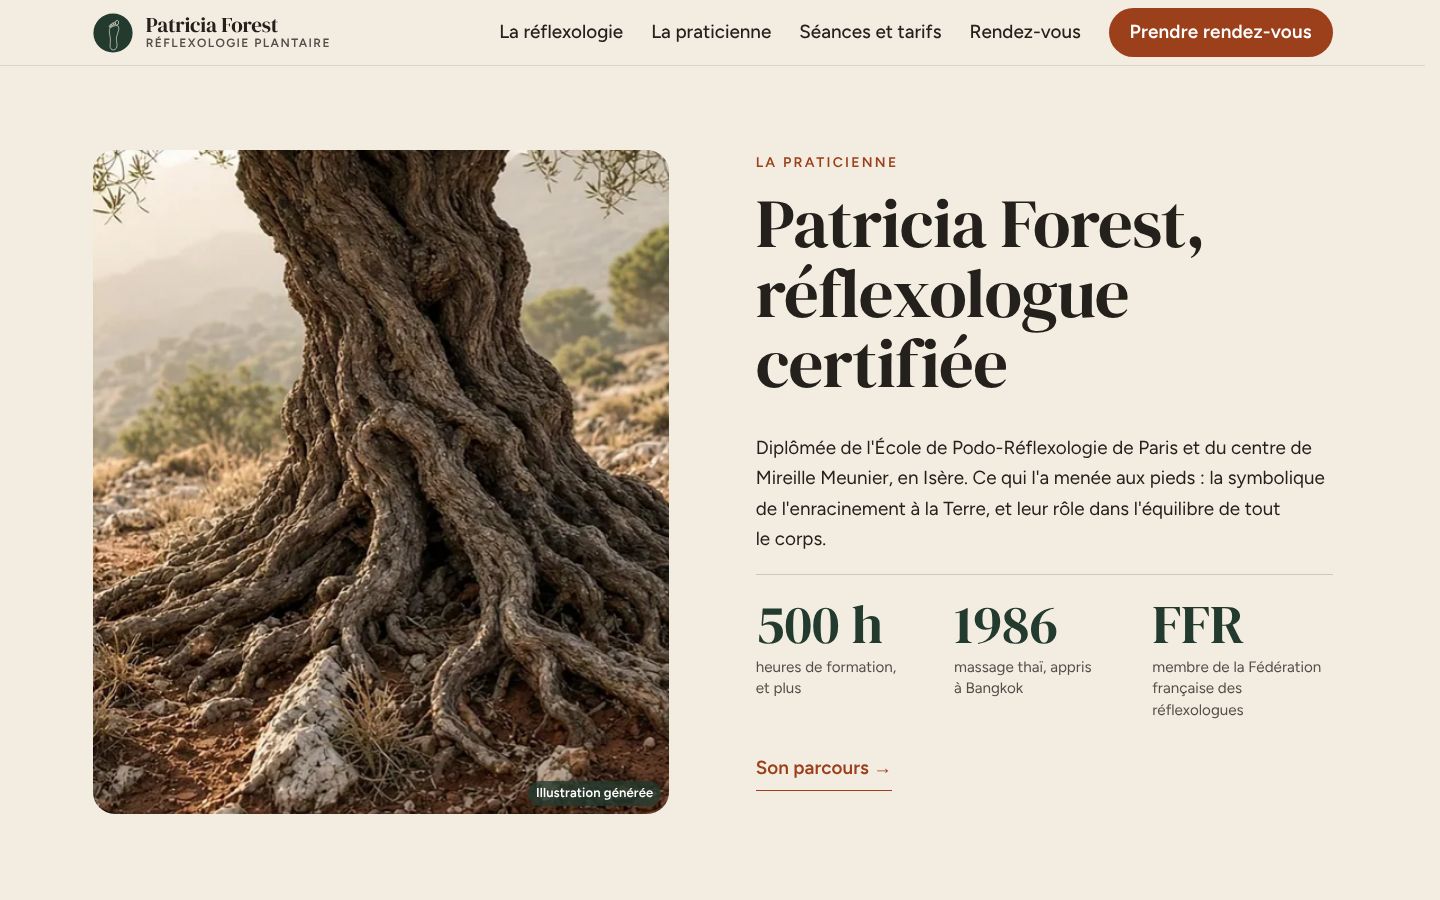 Patricia Forest
RÉFLEXOLOGIE PLANTAIRE
La réflexologie
La praticienne
Séances et tarifs
Rendez-vous
Prendre rendez-vous
Illustration générée
LA PRATICIENNE
Patricia Forest,
réflexologue
certifiée
Diplômée de l'École de Podo-Réflexologie de Paris et du centre de
Mireille Meunier, en Isère. Ce qui l'a menée aux pieds : la symbolique
de l'enracinement à la Terre, et leur rôle dans l'équilibre de tout
le corps.
500 h
heures de formation,
et plus
1986
massage thaï, appris
à Bangkok
FFR
membre de la Fédération
française des
réflexologues
Son parcours →